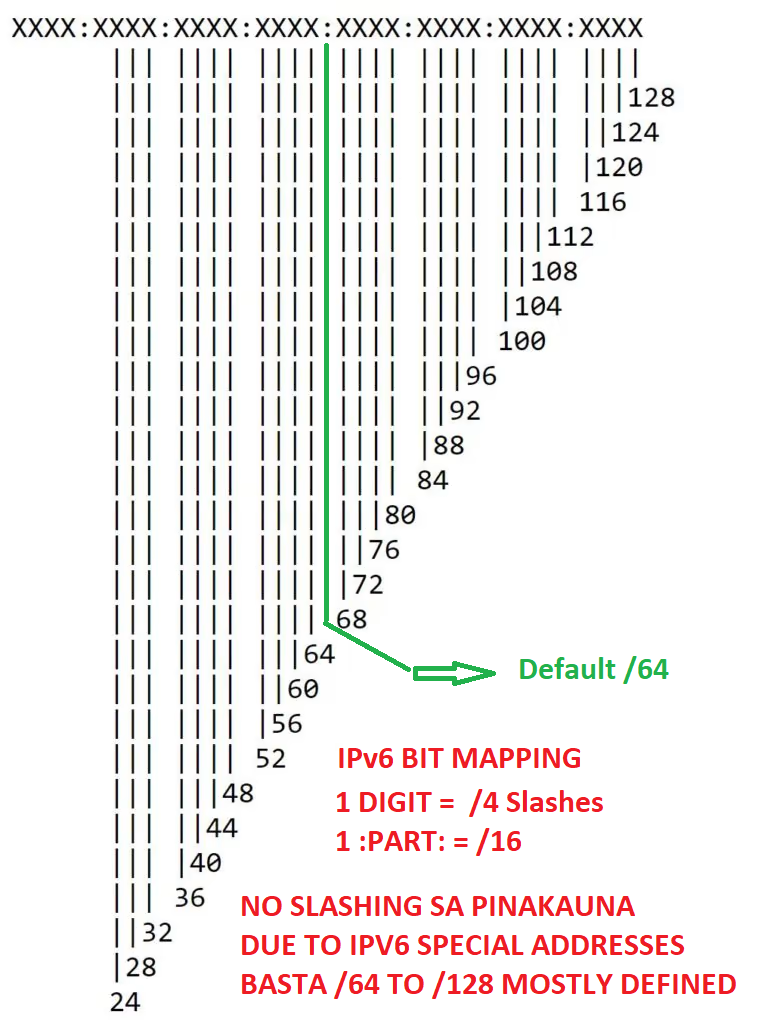 XXXX:XXXX:XXXX:XXXX:XXXX:XXXX:XXXX:XXXX
||| |||| |||| |||| |||| |||| ||||
||| |||| |||| |||| |||| |||| |||128
||| |||| |||| |||| |||| |||| ||124
||| |||| |||| |||| |||| |||| |120
||| |||| |||| |||| |||| |||| 116
||| |||| |||| |||| |||| |||112
||| |||| |||| |||| |||| ||108
||| |||| |||| |||| |||| |104
||| |||| |||| |||| |||| 100
||| |||| |||| |||| |||96
||| |||| |||| |||| ||92
||| |||| |||| |||| |88
||| |||| |||| |||| 84
||| |||| |||| |||80
||| |||| |||| ||76
||| |||| |||| |72
||| |||| |||| 68
||| |||| |||64
Default /64
||| |||| ||60
||| |||| |56
||| |||| 52
IPv6 BIT MAPPING
||| |||48
1 DIGIT = /4 Slashes
||| ||44
1 :PART: = /16
||| |40
||| 36
NO SLASHING SA PINAKAUNA
||32
DUE TO IPV6 SPECIAL ADDRESSES
|28
BASTA /64 TO /128 MOSTLY DEFINED
24